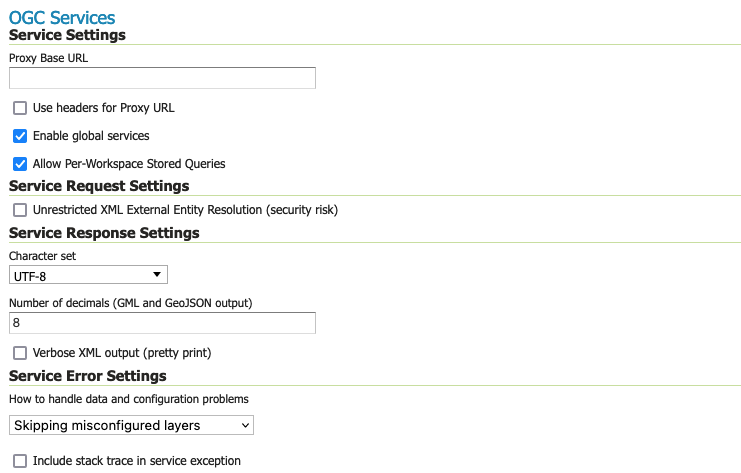 OGC Services
Service Settings
Proxy Base URL
Use headers for Proxy URL
Enable global services
Allow Per-Workspace Stored Queries
Service Request Settings
Unrestricted XML External Entity Resolution (security risk)
Service Response Settings
Character set
UTF-8
Number of decimals (GML and GeoJSON output)
8
Verbose XML output (pretty print)
Service Error Settings
How to handle data and configuration problems
Skipping misconfigured layers
Include stack trace in service exception